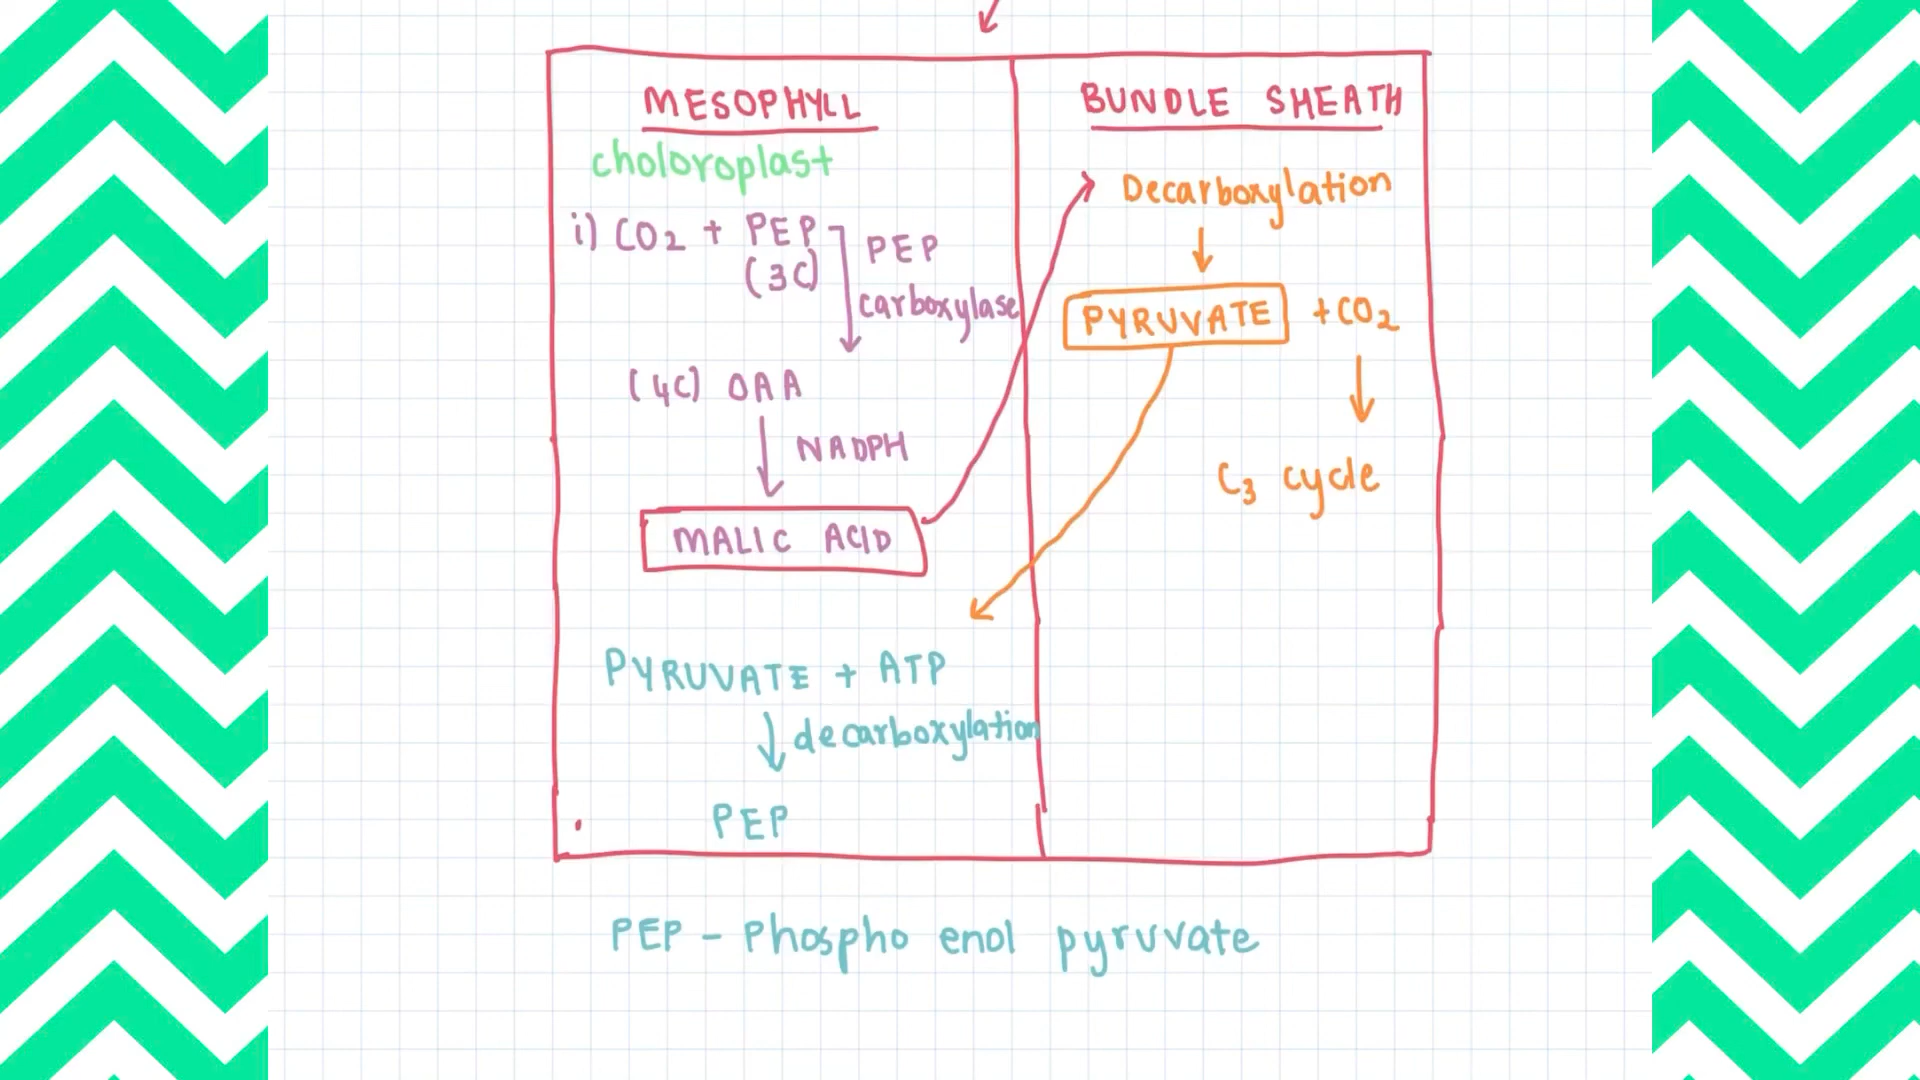 MESOPHYLL
choloroplast
i) CO2 + PEP
(3C)
PEP
carboxylase
(4C) OAA
NADPH
MALIC ACID
PYRUVATE + ATP
decarboxylation
PEP
BUNDLE SHEATH
Decarboxylation
PYRUVATE + CO2
C3 cycle
PEP - Phospho enol pyruvate